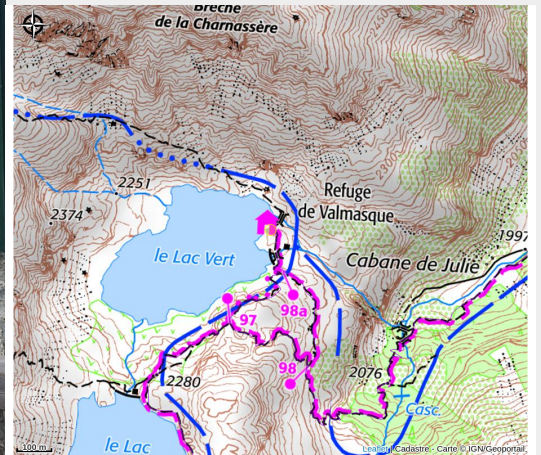 Brèche
de la Charnassère
2251
2374
Refuge
de Valmasque
1997
le Lac Vert
Cabane de Julie
97
98a
98
2280
2076
Casc.
le Lac
100 m
Leaflet | Cadastre - Carte © IGN/Geoportail